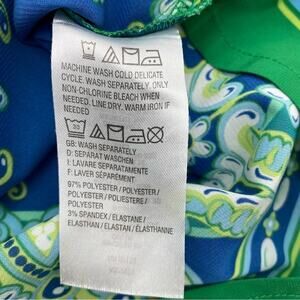 MACHINE WASH COLD DELICATE
CYCLE. WASH SEPARATELY. ONLY
NON-CHLORINE BLEACH WHEN
NEEDED. LINE DRY. WARM IRON IF
NEEDED
30
GB: WASH SEPARATELY
D: SEPARAT WASCHEN
I: LAVARE SEPARATAMENTE
F: LAVER SÉPARÉMENT
97% POLYESTER / POLYESTER /
POLIESTERE / POLYESTER /
POLYESTER
3% SPANDEX / ELASTANE /
ELASTHAN / ELASTAN / ELASTHANNE